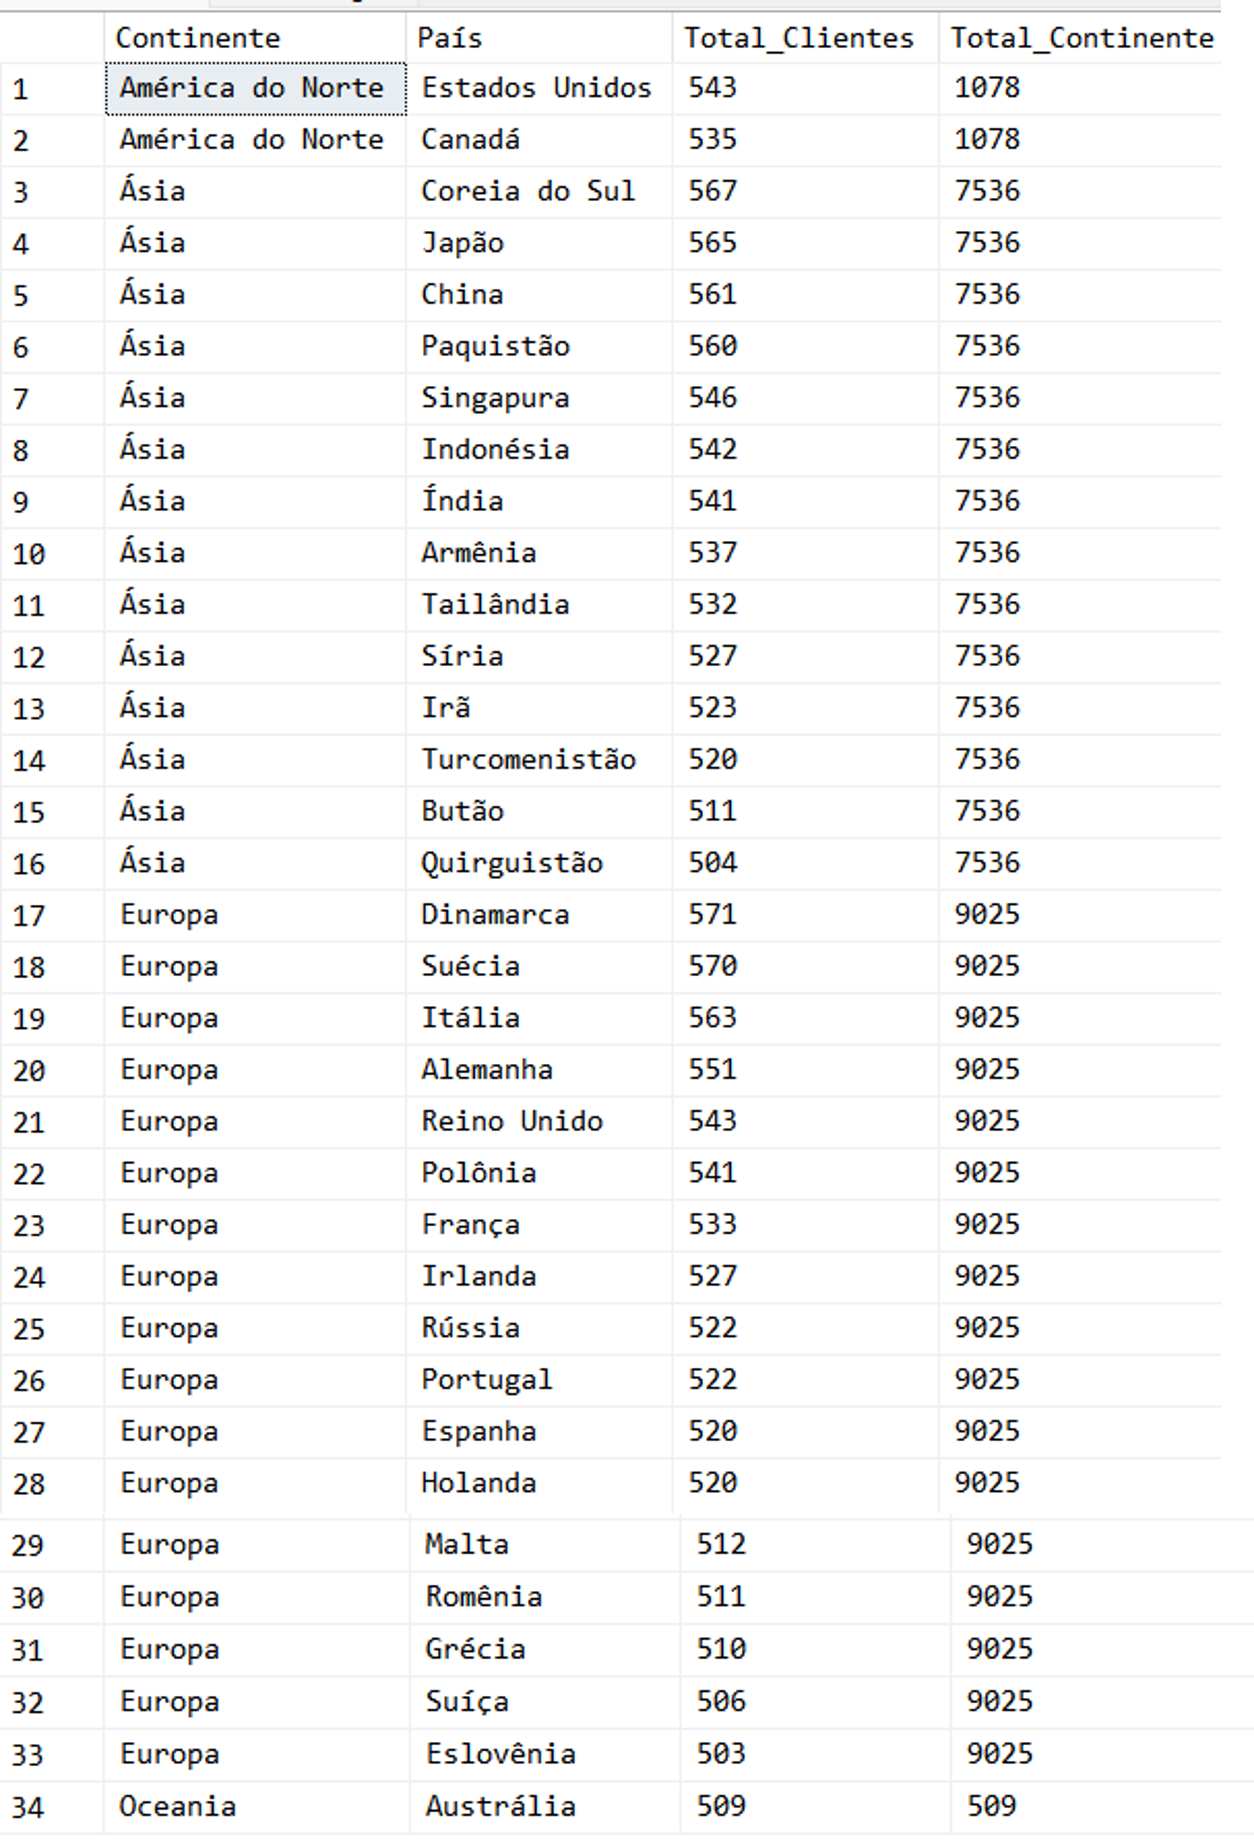 Continente País Total_Clientes Total_Continente
1 América do Norte Estados Unidos 543 1078
2 América do Norte Canadá 535 1078
3 Ásia Coreia do Sul 567 7536
4 Ásia Japão 565 7536
5 Ásia China 561 7536
6 Ásia Paquistão 560 7536
7 Ásia Singapura 546 7536
8 Ásia Indonésia 542 7536
9 Ásia Índia 541 7536
10 Ásia Armênia 537 7536
11 Ásia Tailândia 532 7536
12 Ásia Síria 527 7536
13 Ásia Irã 523 7536
14 Ásia Turcomenistão 520 7536
15 Ásia Butão 511 7536
16 Ásia Quirguistão 504 7536
17 Europa Dinamarca 571 9025
18 Europa Suécia 570 9025
19 Europa Itália 563 9025
20 Europa Alemanha 551 9025
21 Europa Reino Unido 543 9025
22 Europa Polônia 541 9025
23 Europa França 533 9025
24 Europa Irlanda 527 9025
25 Europa Rússia 522 9025
26 Europa Portugal 522 9025
27 Europa Espanha 520 9025
28 Europa Holanda 520 9025
29 Europa Malta 512 9025
30 Europa Romênia 511 9025
31 Europa Grécia 510 9025
32 Europa Suíça 506 9025
33 Europa Eslovênia 503 9025
34 Oceania Austrália 509 509